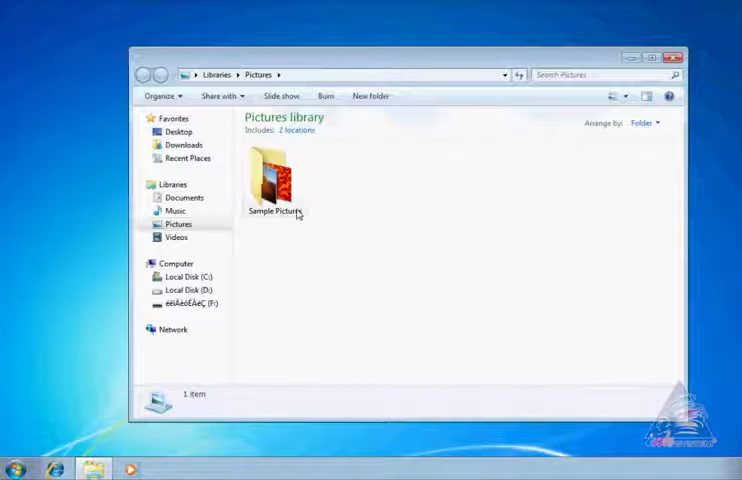 Libraries Pictures
Search Pictures
Organize Share with Slide show Burn New folder
Favorites
Desktop
Downloads
Recent Places
Libraries
Documents
Music
Pictures
Videos
Computer
Local Disk (C:)
Local Disk (D:)
(F:)
Network
Pictures library
Includes: 2 locations
Arrange by: Folder
Sample Pictures
1 item